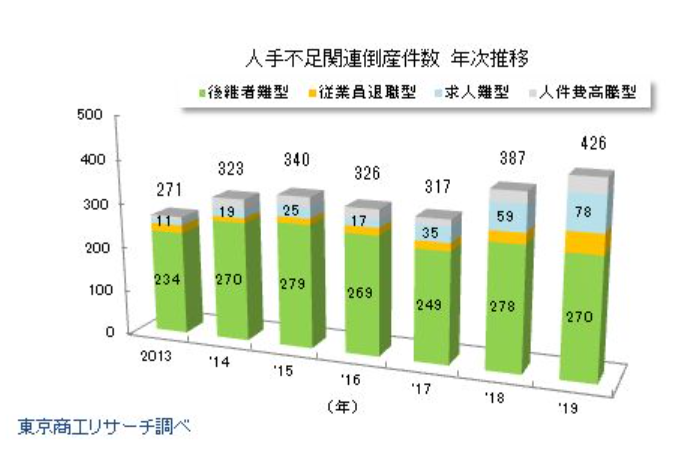 人手不足関連倒産件数 年次推移
後継者難型 従業員退職型 求人難型 人件費高騰型
500
400
300
200
100
0
271 323 340 326 317 387 426
11 19 25 17 35 59 78
234 270 279 269 249 278 270
2013 '14 '15 '16 '17 '18 '19
(年)
東京商工リサーチ調べ